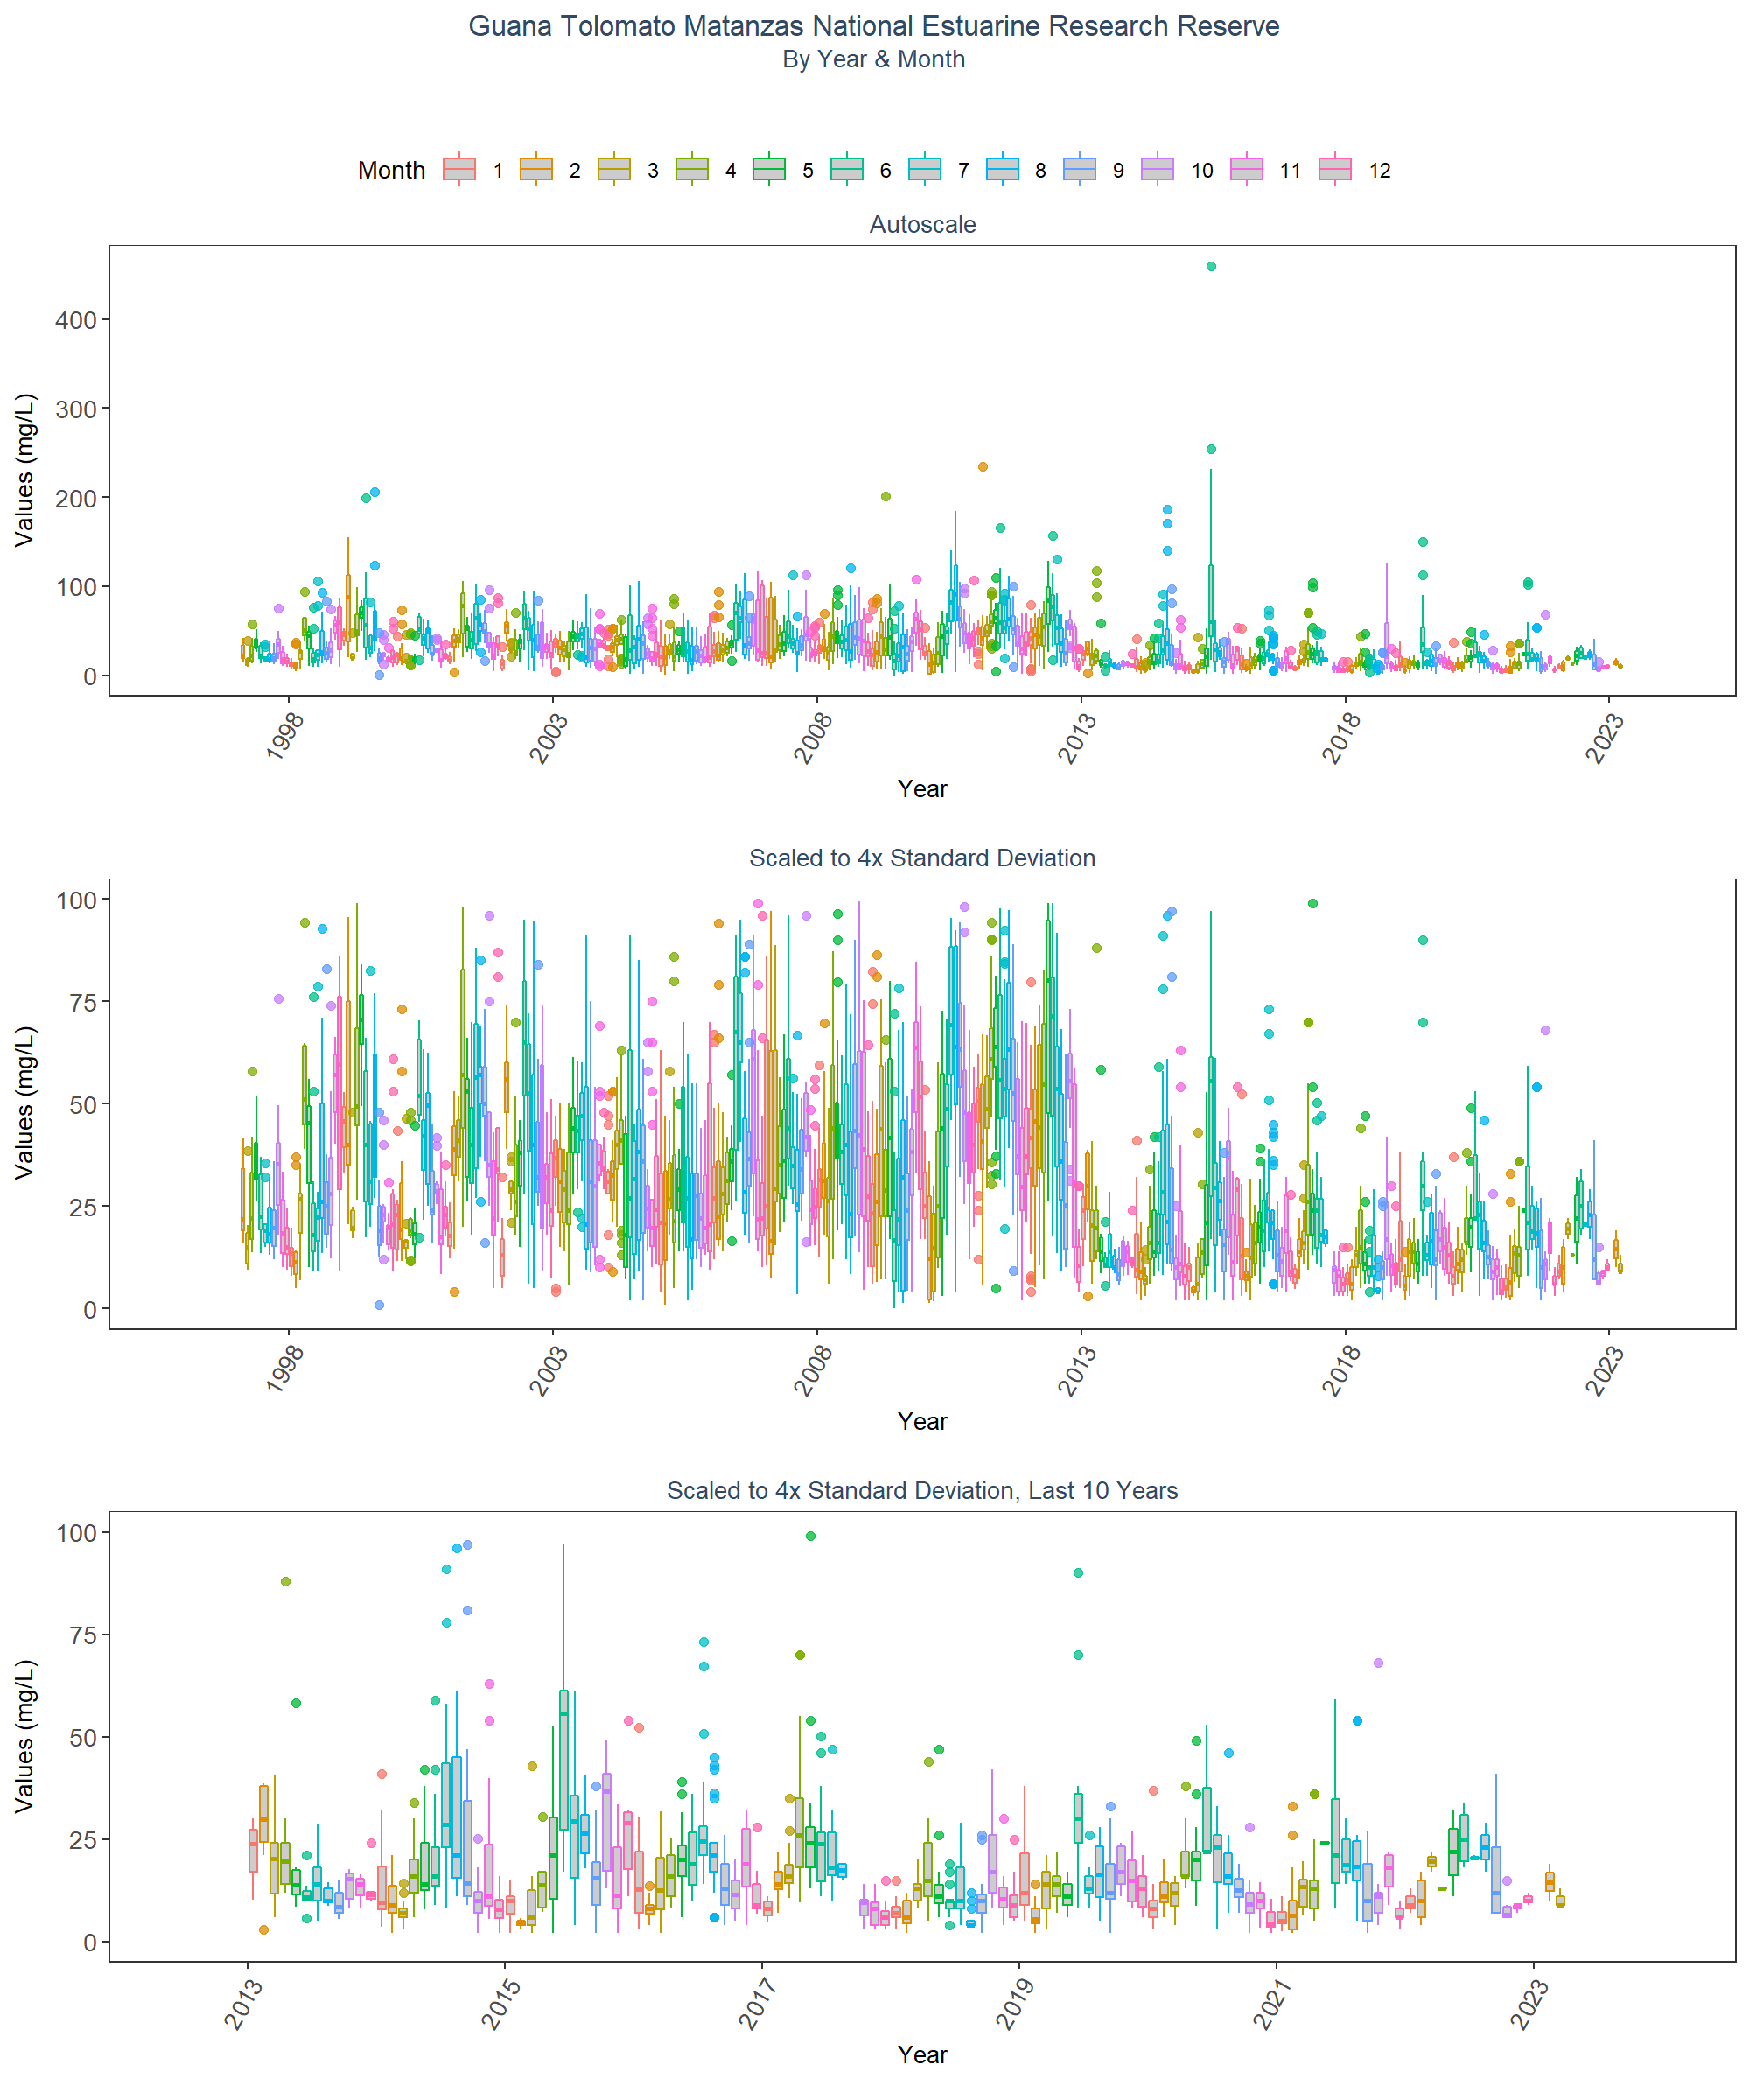 Guana Tolomato Matanzas National Estuarine Research Reserve
By Year & Month
Month 1 2 3 4 5 6 7 8 9 10 11 12
Autoscale
Values (mg/L)
400
300
200
100
0
1998 2003 2008 2013 2018 2023
Year
Scaled to 4x Standard Deviation
Values (mg/L)
100
75
50
25
0
1998 2003 2008 2013 2018 2023
Year
Scaled to 4x Standard Deviation, Last 10 Years
Values (mg/L)
100
75
50
25
0
2013 2015 2017 2019 2021 2023
Year